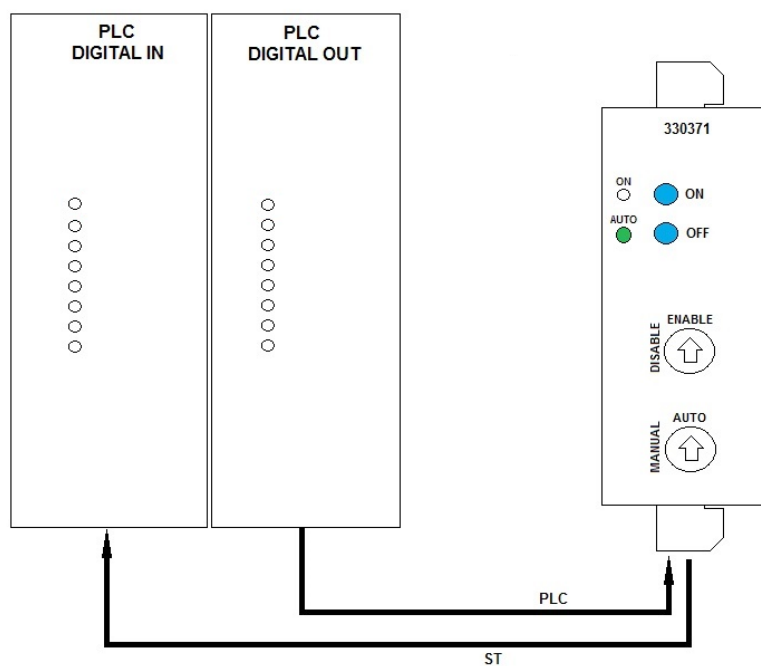 PLC
DIGITAL IN
PLC
DIGITAL OUT
330371
ON
ON
AUTO
OFF
ENABLE
DISABLE
AUTO
MANUAL
PLC
ST